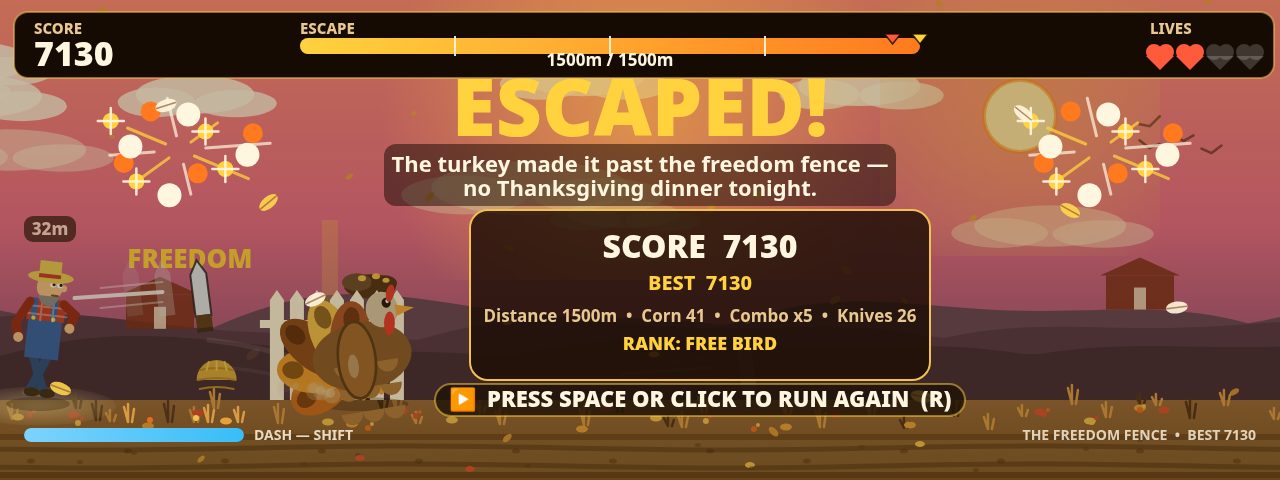 SCORE
7130
ESCAPE
1500m / 1500m
LIVES
ESCAPED!
The turkey made it past the freedom fence —
no Thanksgiving dinner tonight.
32m
FREEDOM
SCORE 7130
BEST 7130
Distance 1500m • Corn 41 • Combo x5 • Knives 26
RANK: FREE BIRD
PRESS SPACE OR CLICK TO RUN AGAIN (R)
DASH — SHIFT
THE FREEDOM FENCE • BEST 7130